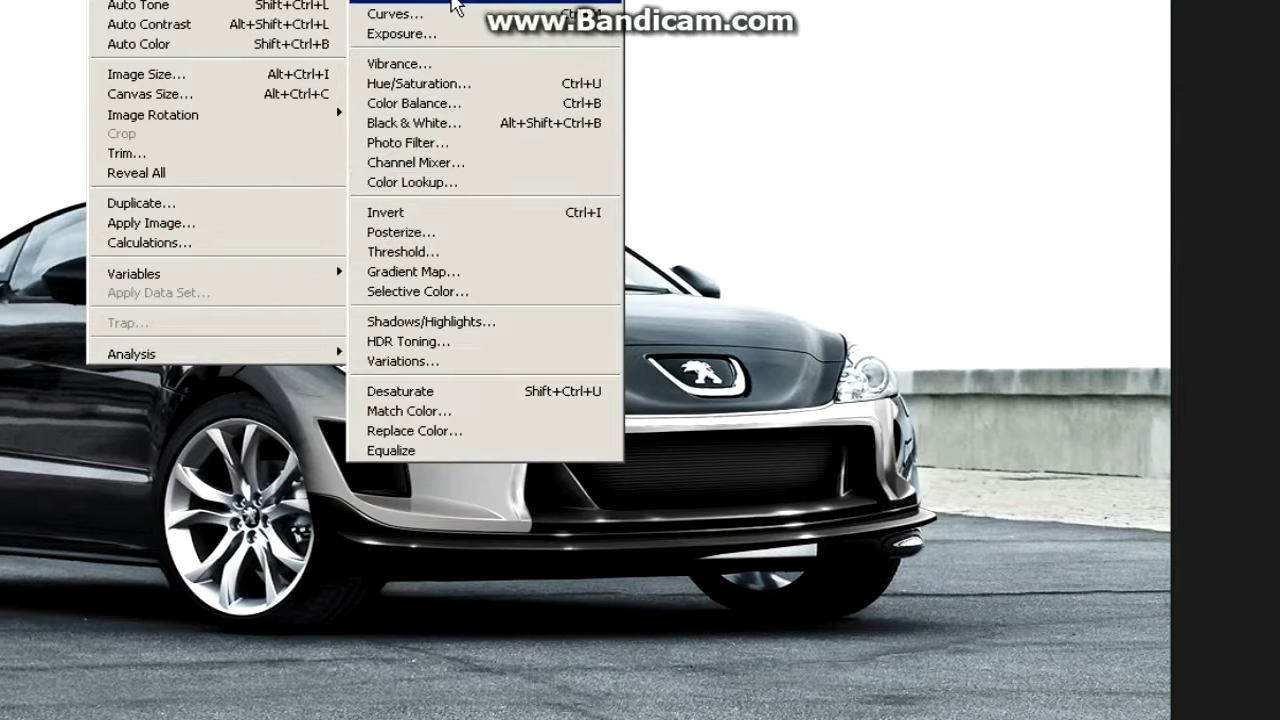 Auto Tone Shift+Ctrl+L
Auto Contrast Alt+Shift+Ctrl+L
Auto Color Shift+Ctrl+B
Image Size... Alt+Ctrl+I
Canvas Size... Alt+Ctrl+C
Image Rotation
Crop
Trim...
Reveal All
Duplicate...
Apply Image...
Calculations...
Variables
Apply Data Set...
Trap...
Analysis
Curves...
Exposure...
Vibrance...
Hue/Saturation... Ctrl+U
Color Balance... Ctrl+B
Black & White... Alt+Shift+Ctrl+B
Photo Filter...
Channel Mixer...
Color Lookup...
Invert Ctrl+I
Posterize...
Threshold...
Gradient Map...
Selective Color...
Shadows/Highlights...
HDR Toning...
Variations...
Desaturate Shift+Ctrl+U
Match Color...
Replace Color...
Equalize
www.Bandicam.com